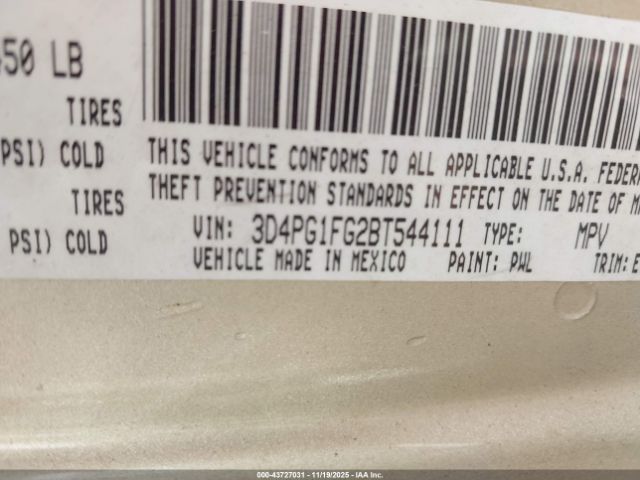 50 LB
TIRES
PSI) COLD
TIRES
PSI) COLD
THIS VEHICLE CONFORMS TO ALL APPLICABLE U.S.A. FEDER
THEFT PREVENTION STANDARDS IN EFFECT ON THE DATE OF M
VIN: 3D4PG1FG2BT544111 TYPE: MPV
VEHICLE MADE IN MEXICO PAINT: PWL TRIM: E
000-43727031 - 11/19/2025 - IAA Inc.